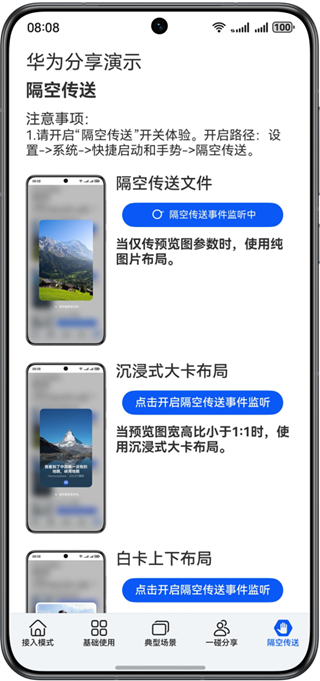 08:08
100
华为分享演示
隔空传送
注意事项:
1.请开启“隔空传送”开关体验。开启路径：设
置->系统->快捷启动和手势->隔空传送。
隔空传送文件
隔空传送事件监听中
当仅传预览图参数时，使用纯
图片布局。
沉浸式大卡布局
点击开启隔空传送事件监听
当预览图宽高比小于1:1时，使
用沉浸式大卡布局。
白卡上下布局
点击开启隔空传送事件监听
接入模式
基础使用
典型场景
一碰分享
隔空传送